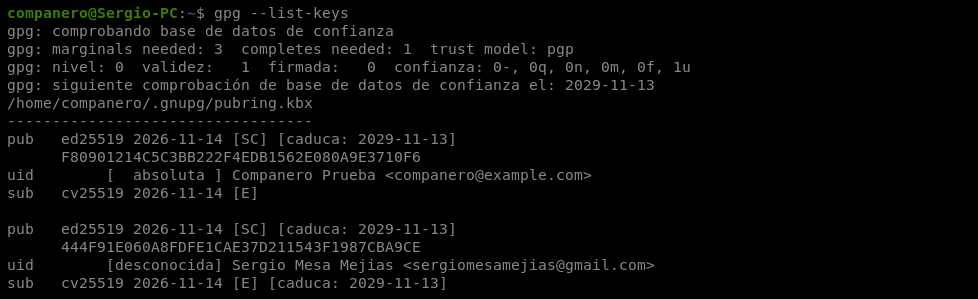 companero@Sergio-PC:~$ gpg --list-keys
gpg: comprobando base de datos de confianza
gpg: marginals needed: 3  completes needed: 1  trust model: pgp
gpg: nivel: 0  validez:   1  firmada:   0  confianza: 0-, 0q, 0n, 0m, 0f, 1u
gpg: siguiente comprobación de base de datos de confianza el: 2029-11-13
/home/companero/.gnupg/pubring.kbx
----------------------------------
pub   ed25519 2026-11-14 [SC] [caduca: 2029-11-13]
      F80901214C5C3BB222F4EDB1562E080A9E3710F6
uid        [  absoluta ] Companero Prueba <companero@example.com>
sub   cv25519 2026-11-14 [E]

pub   ed25519 2026-11-14 [SC] [caduca: 2029-11-13]
      444F91E060A8FDFE1CAE37D211543F1987CBA9CE
uid        [desconocida] Sergio Mesa Mejias <sergiomesamejias@gmail.com>
sub   cv25519 2026-11-14 [E] [caduca: 2029-11-13]